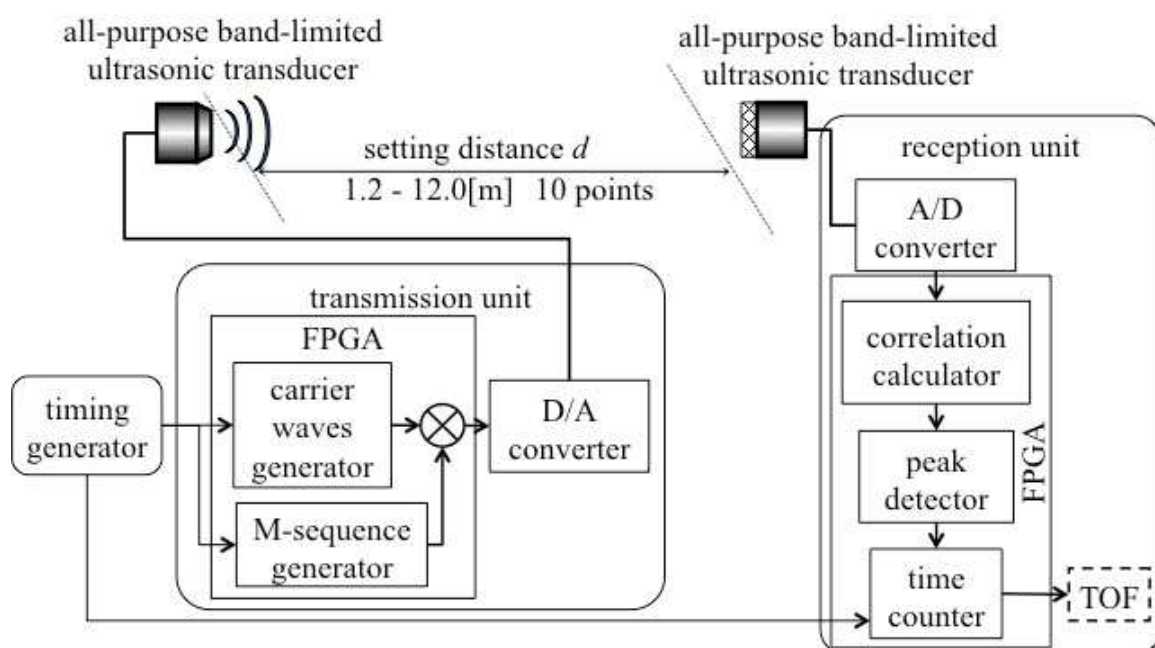 all-purpose band-limited
ultrasonic transducer
all-purpose band-limited
ultrasonic transducer
setting distance d
1.2 - 12.0[m] 10 points
reception unit
A/D
converter
correlation
calculator
peak
detector
FPGA
time
counter
TOF
transmission unit
FPGA
carrier
waves
generator
D/A
converter
timing
generator
M-sequence
generator